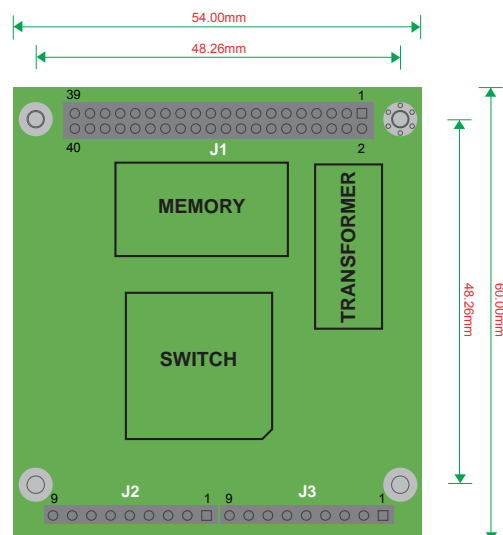 54.00mm
48.26mm
39 1
40 2
J1
MEMORY
TRANSFORMER
48.26mm
60.00mm
SWITCH
J2 J3
9 1 9 1